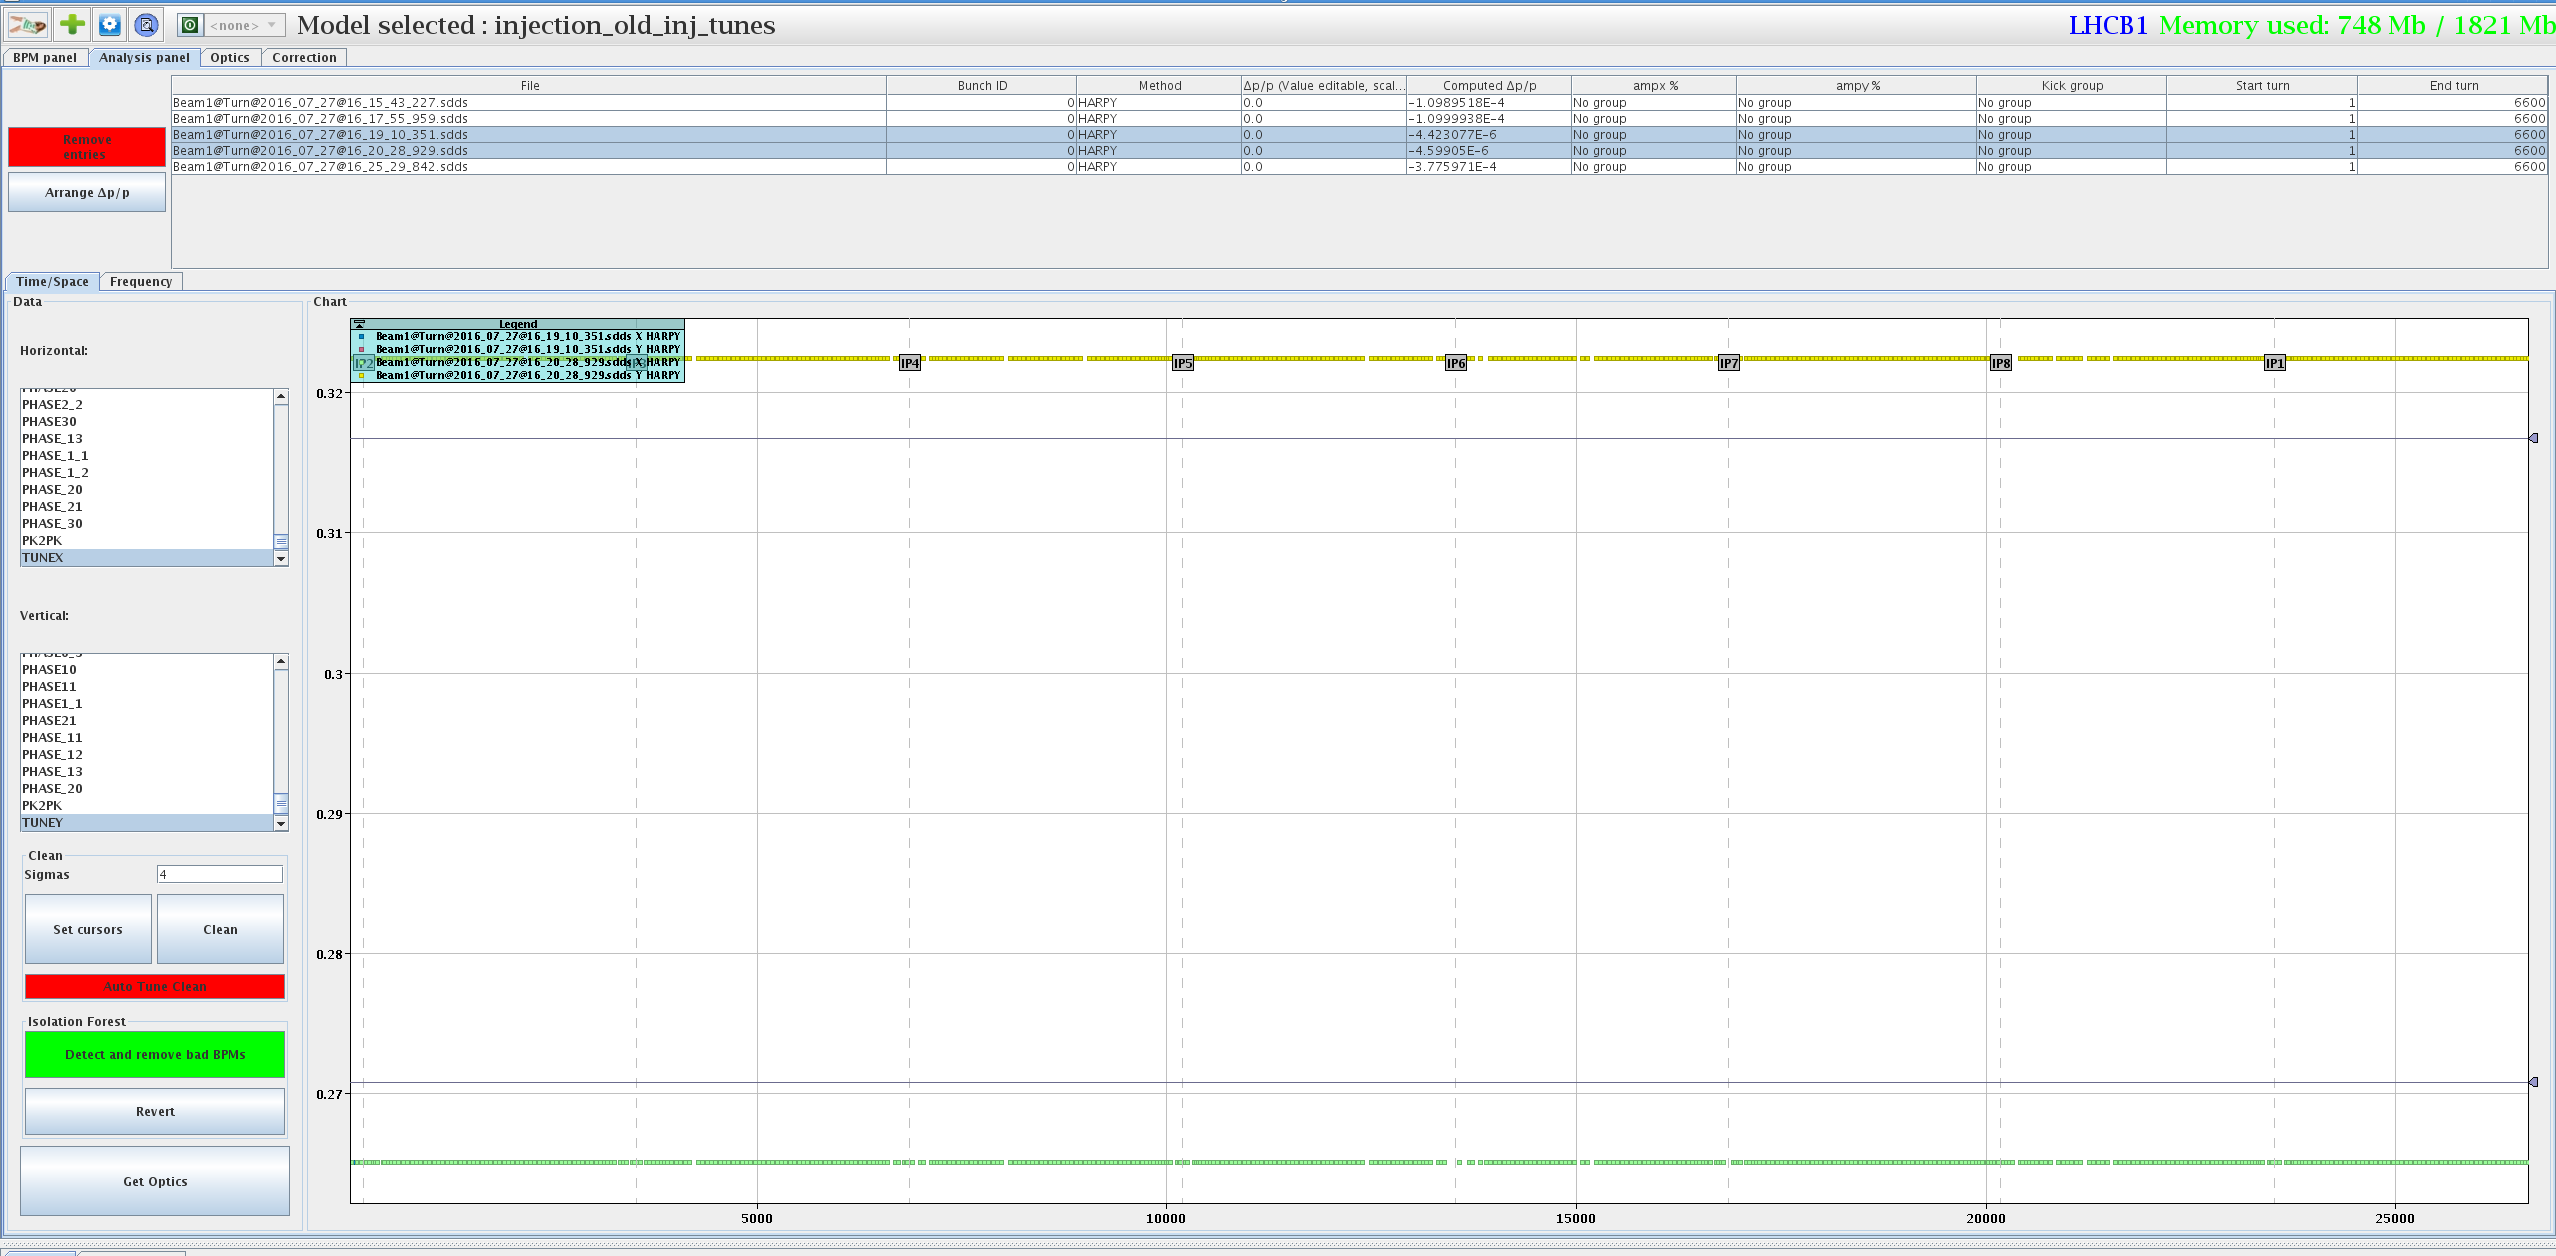 <none> Model selected : injection_old_inj_tunes LHCB1 Memory used: 748 Mb / 1821 Mb
BPM panel Analysis panel Optics Correction
File Bunch ID Method Δp/p (Value editable, scal... Computed Δp/p ampx % ampy % Kick group Start turn End turn
Beam1@Turn@2016_07_27@16_15_43_227.sdds 0 HARPY 0.0 -1.0989518E-4 No group No group No group 1 6600
Beam1@Turn@2016_07_27@16_17_55_959.sdds 0 HARPY 0.0 -1.0999938E-4 No group No group No group 1 6600
Beam1@Turn@2016_07_27@16_19_10_351.sdds 0 HARPY 0.0 -4.423077E-6 No group No group No group 1 6600
Beam1@Turn@2016_07_27@16_20_28_929.sdds 0 HARPY 0.0 -4.59905E-6 No group No group No group 1 6600
Beam1@Turn@2016_07_27@16_25_29_842.sdds 0 HARPY 0.0 -3.775971E-4 No group No group No group 1 6600
Remove
entries
Arrange Δp/p
Time/Space Frequency
Data
Horizontal:
PHASE2_2
PHASE30
PHASE_13
PHASE_1_1
PHASE_1_2
PHASE_20
PHASE_21
PHASE_30
PK2PK
TUNEX
Vertical:
PHASE10
PHASE11
PHASE1_1
PHASE21
PHASE_11
PHASE_12
PHASE_13
PHASE_20
PK2PK
TUNEY
Clean
Sigmas 4
Set cursors Clean
Auto Tune Clean
Isolation Forest
Detect and remove bad BPMs
Revert
Get Optics
Chart
Legend
Beam1@Turn@2016_07_27@16_19_10_351.sdds X HARPY
Beam1@Turn@2016_07_27@16_19_10_351.sdds Y HARPY
Beam1@Turn@2016_07_27@16_20_28_929.sdds X HARPY
Beam1@Turn@2016_07_27@16_20_28_929.sdds Y HARPY
IP2 IP4 IP5 IP6 IP7 IP8 IP1
0.32
0.31
0.3
0.29
0.28
0.27
5000 10000 15000 20000 25000